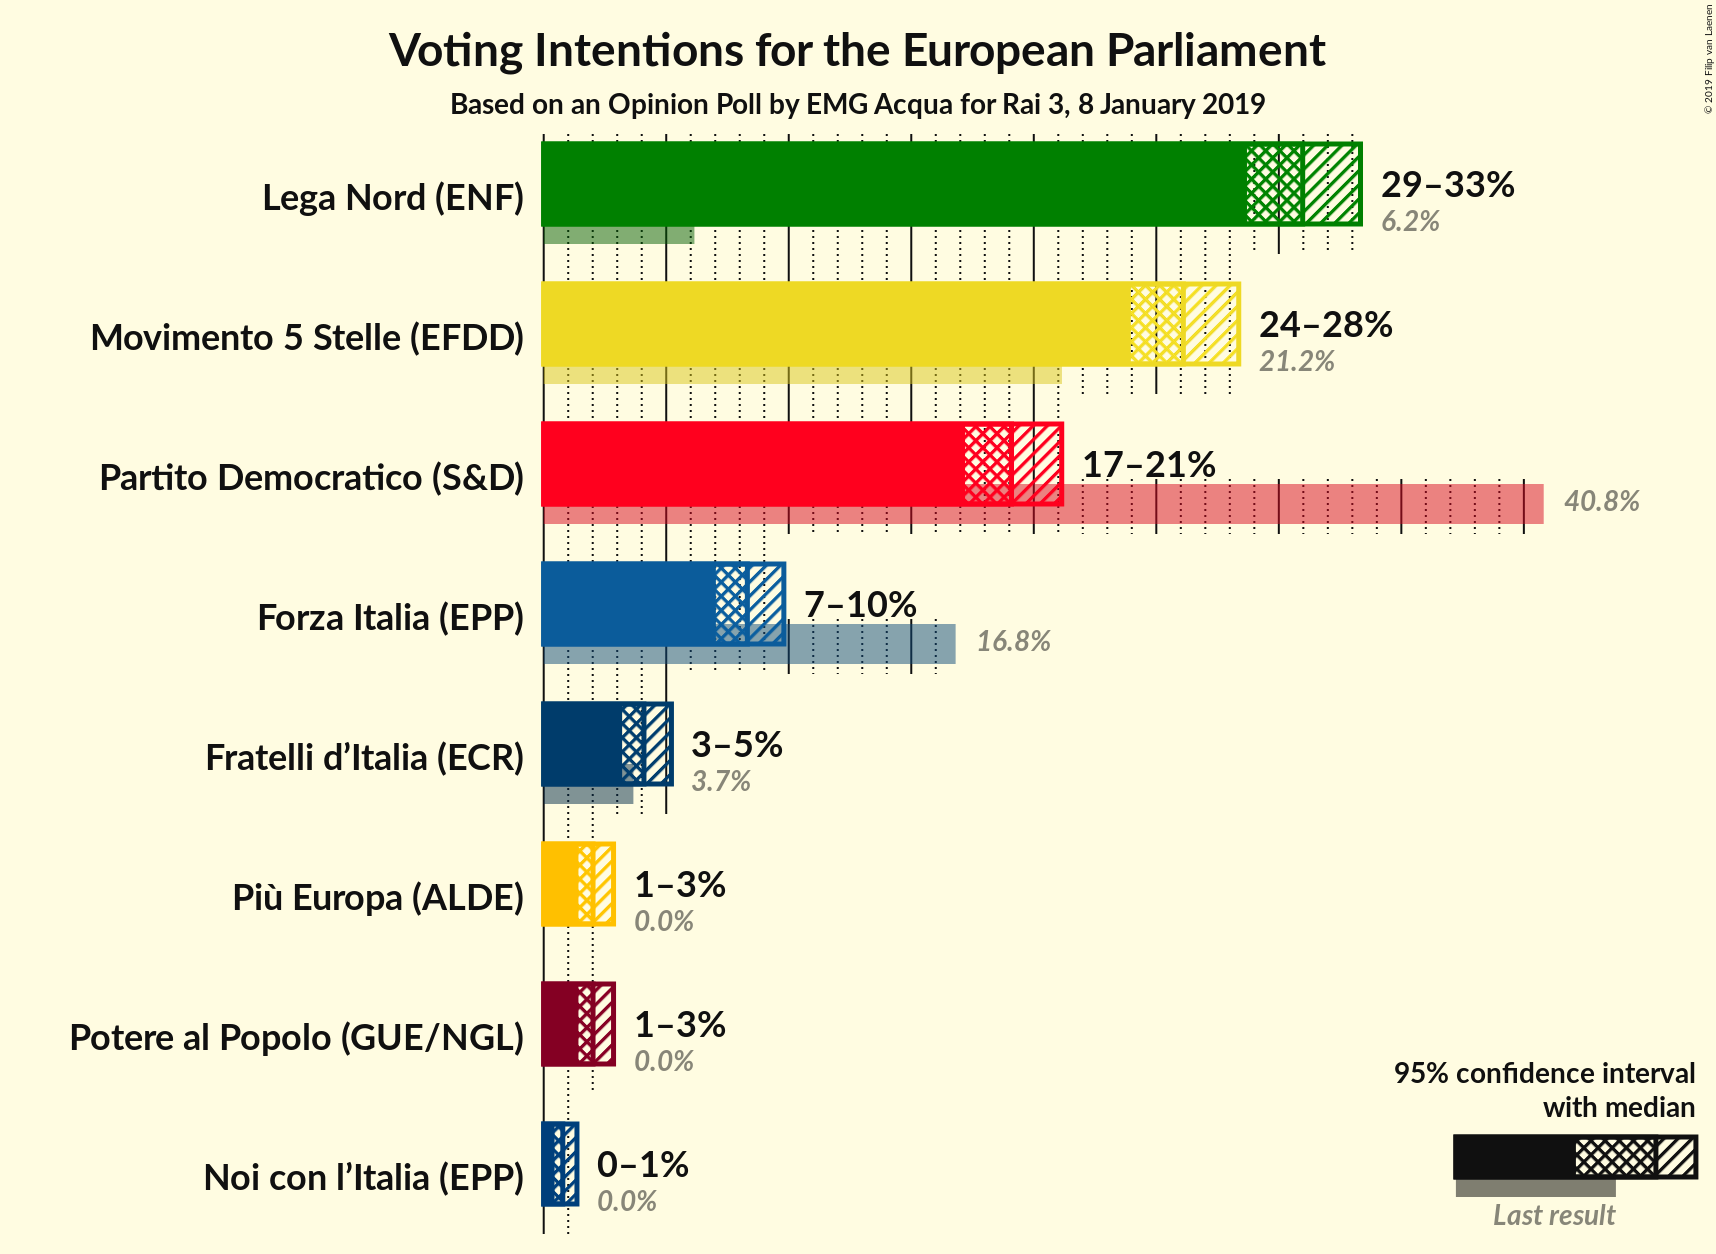 Voting Intentions for the European Parliament
Based on an Opinion Poll by EMG Acqua for Rai 3, 8 January 2019
© 2019 Filip van Laenen
Lega Nord (ENF)
29–33%
6.2%
Movimento 5 Stelle (EFDD)
24–28%
21.2%
Partito Democratico (S&D)
17–21%
40.8%
Forza Italia (EPP)
7–10%
16.8%
Fratelli d’Italia (ECR)
3–5%
3.7%
Più Europa (ALDE)
1–3%
0.0%
Potere al Popolo (GUE/NGL)
1–3%
0.0%
Noi con l’Italia (EPP)
0–1%
0.0%
95% confidence interval
with median
Last result